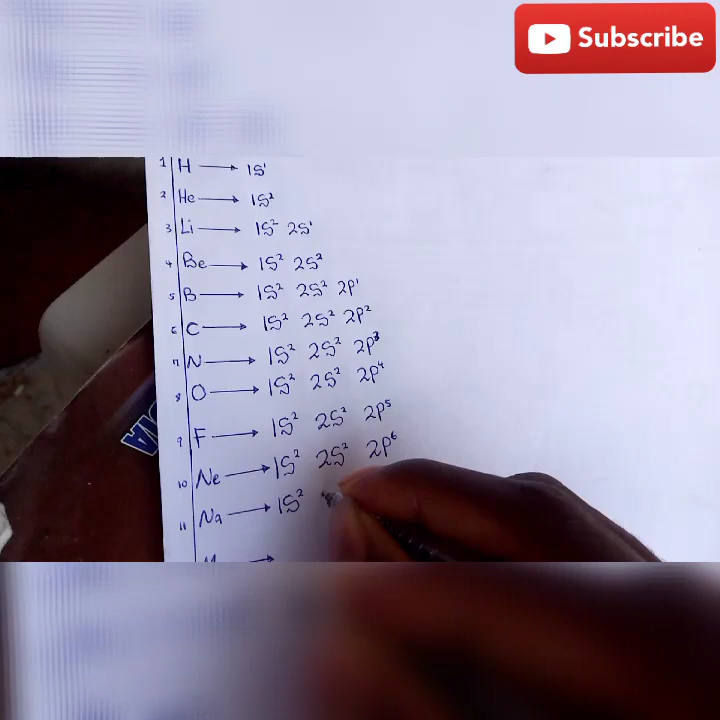 Subscribe
1 H → 1S¹
2 He → 1S²
3 Li → 1S² 2S¹
4 Be → 1S² 2S²
5 B → 1S² 2S² 2P¹
6 C → 1S² 2S² 2P²
7 N → 1S² 2S² 2P³
8 O → 1S² 2S² 2P⁴
9 F → 1S² 2S² 2P⁵
10 Ne → 1S² 2S² 2P⁶
11 Na → 1S²